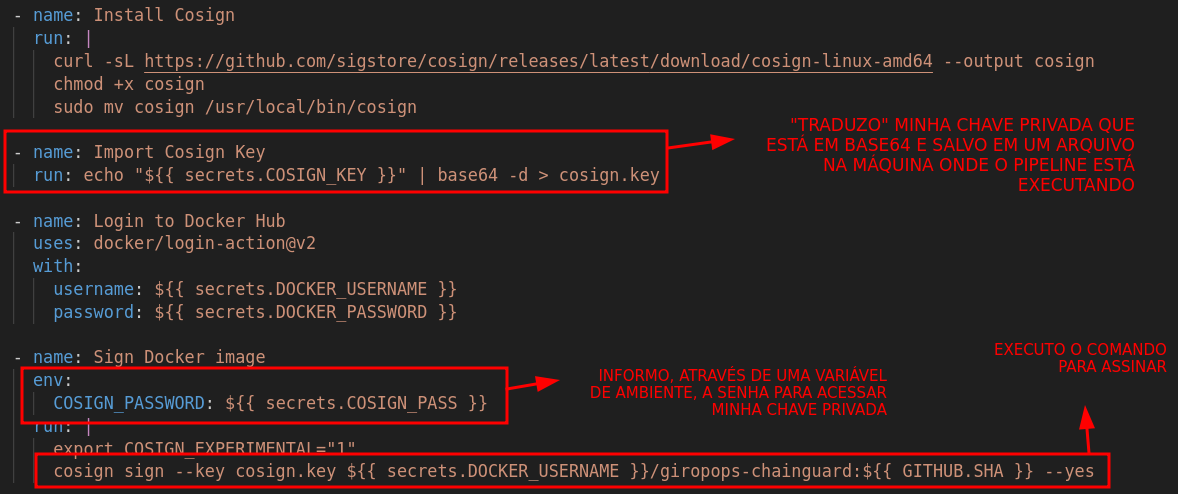 - name: Install Cosign
run: |
curl -sL https://github.com/sigstore/cosign/releases/latest/download/cosign-linux-amd64 --output cosign
chmod +x cosign
sudo mv cosign /usr/local/bin/cosign
- name: Import Cosign Key
run: echo "${{ secrets.COSIGN_KEY }}" | base64 -d > cosign.key
"TRADUZO" MINHA CHAVE PRIVADA QUE
ESTÁ EM BASE64 E SALVO EM UM ARQUIVO
NA MÁQUINA ONDE O PIPELINE ESTÁ
EXECUTANDO
- name: Login to Docker Hub
uses: docker/login-action@v2
with:
username: ${{ secrets.DOCKER_USERNAME }}
password: ${{ secrets.DOCKER_PASSWORD }}
- name: Sign Docker image
env:
COSIGN_PASSWORD: ${{ secrets.COSIGN_PASS }}
INFORMO, ATRAVÉS DE UMA VARIÁVEL
DE AMBIENTE, A SENHA PARA ACESSAR
MINHA CHAVE PRIVADA
EXECUTO O COMANDO
PARA ASSINAR
run: |
export COSIGN_EXPERIMENTAL="1"
cosign sign --key cosign.key ${{ secrets.DOCKER_USERNAME }}/giropops-chainguard:${{ GITHUB.SHA }} --yes